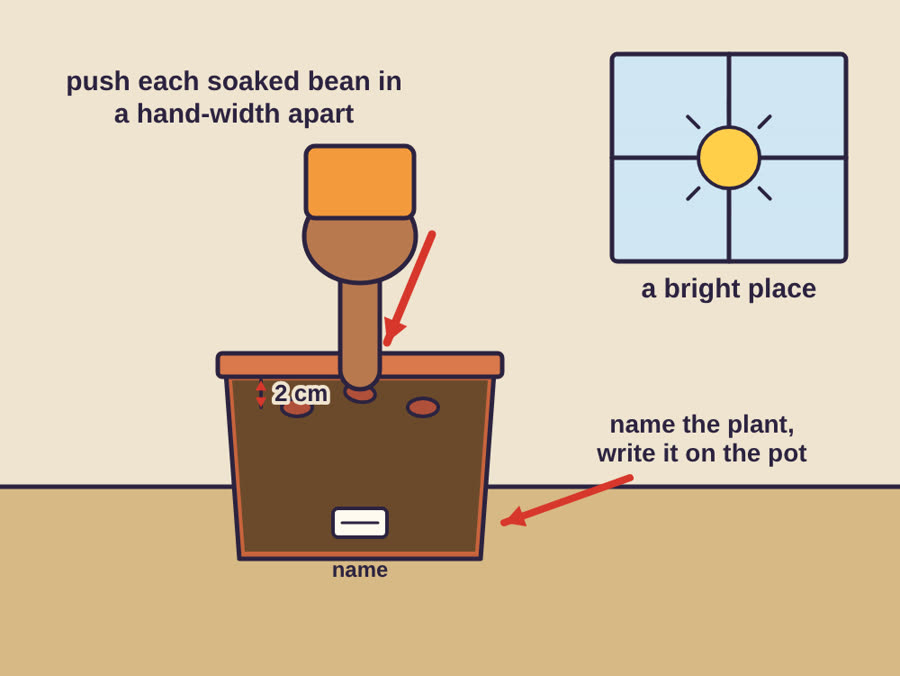 push each soaked bean in
a hand-width apart
a bright place
2 cm
name the plant,
write it on the pot
name